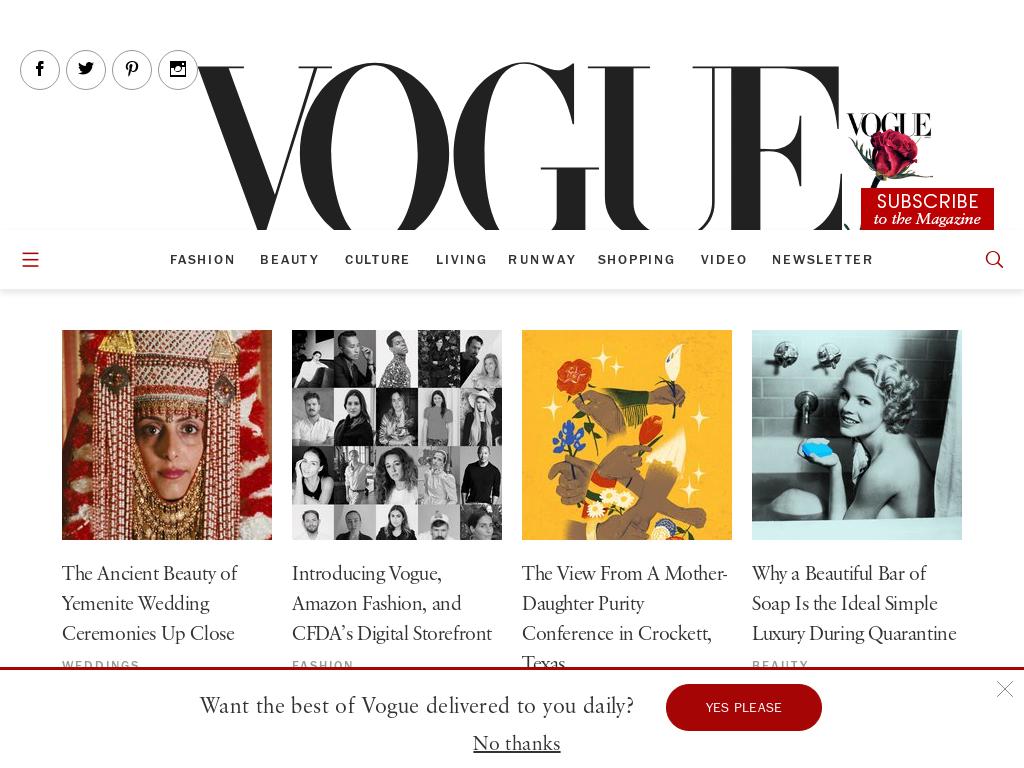 VOGUE
VOGUE
SUBSCRIBE
to the Magazine
FASHION BEAUTY CULTURE LIVING RUNWAY SHOPPING VIDEO NEWSLETTER
The Ancient Beauty of
Yemenite Wedding
Ceremonies Up Close
WEDDINGS
Introducing Vogue,
Amazon Fashion, and
CFDA's Digital Storefront
FASHION
The View From A Mother-
Daughter Purity
Conference in Crockett,
Texas
Why a Beautiful Bar of
Soap Is the Ideal Simple
Luxury During Quarantine
BEAUTY
Want the best of Vogue delivered to you daily?
YES PLEASE
No thanks